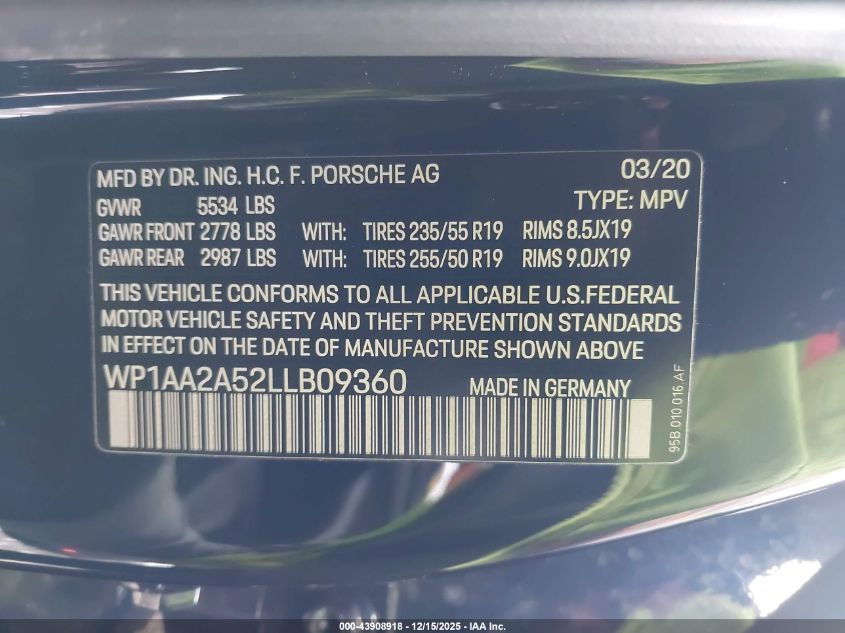 MFD BY DR. ING. H.C. F. PORSCHE AG 03/20
TYPE: MPV
GVWR 5534 LBS
GAWR FRONT 2778 LBS WITH: TIRES 235/55 R19 RIMS 8.5JX19
GAWR REAR 2987 LBS WITH: TIRES 255/50 R19 RIMS 9.0JX19
THIS VEHICLE CONFORMS TO ALL APPLICABLE U.S.FEDERAL
MOTOR VEHICLE SAFETY AND THEFT PREVENTION STANDARDS
IN EFFECT ON THE DATE OF MANUFACTURE SHOWN ABOVE
WP1AA2A52LLB09360 MADE IN GERMANY
95B 010 016 AF
000-43908918 - 12/15/2025 - IAA Inc.